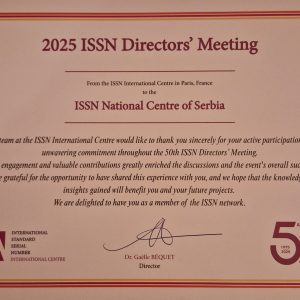 2025 ISSN Directors' Meeting
From the ISSN International Centre in Paris, France
to the
ISSN National Centre of Serbia
team at the ISSN International Centre would like to thank you sincerely for your active participation
unwavering commitment throughout the 50th ISSN Directors' Meeting.
engagement and valuable contributions greatly enriched the discussions and the event's overall
grateful for the opportunity to have shared this experience with you, and we hope that the
insights gained will benefit you and your future projects.
We are delighted to have you as a member of the ISSN network.
INTERNATIONAL
STANDARD
SERIAL
NUMBER
INTERNATIONAL CENTRE
Dr. Gaëlle BÉQUET
Director
5
1975
2025